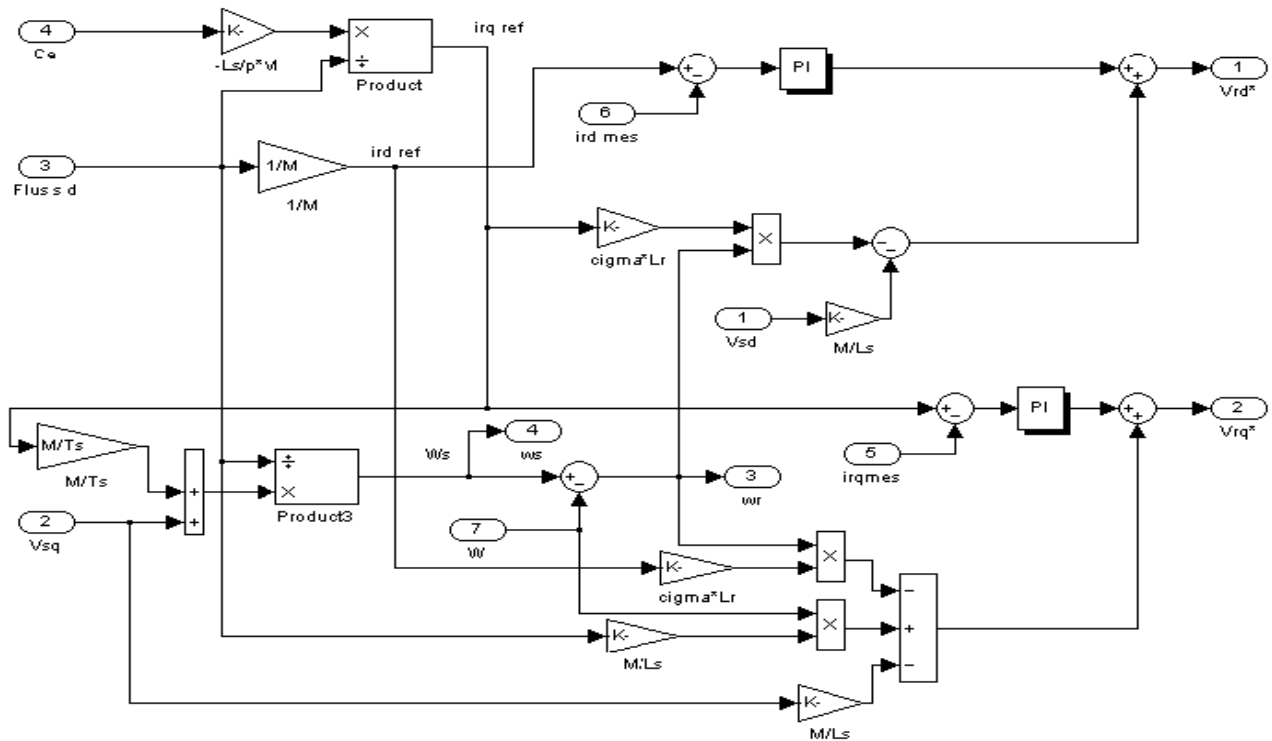 4
Ce
K-
-Ls/p*M
×
÷
Product
irq ref
+
-
PI
+
+
1
Vrd*
6
ird mes
3
Flus s d
1/M
1/M
ird ref
K-
cigma*Lr
×
-
-
1
Vsd
K-
M/Ls
M/Ts
M/Ts
+
+
2
Vsq
÷
×
Product3
Ws
4
ws
+
-
3
wr
7
W
+
-
PI
+
+
2
Vrq*
5
irqmes
K-
cigma*Lr
×
×
-
+
-
K-
M/Ls
K-
M/Ls